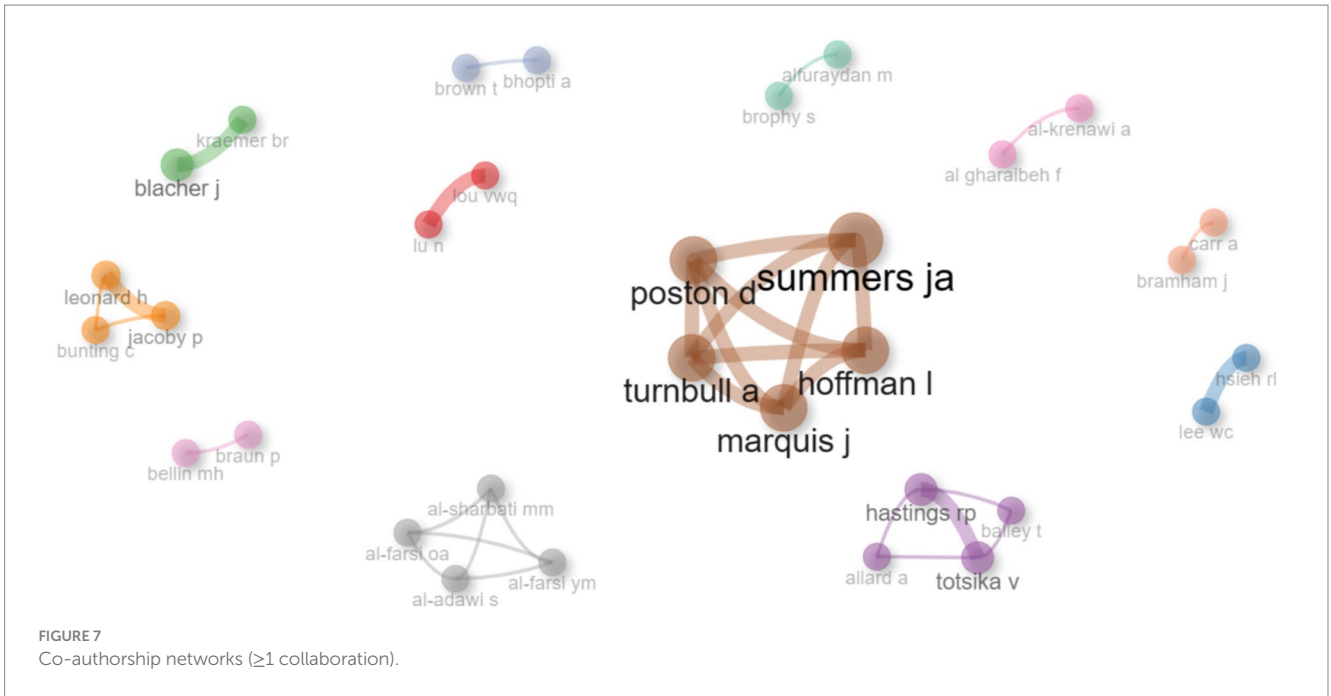 alfuraydan m
brown t
bhopti a
brophy s
al-krenawi a
kraemer br
al gharaibeh f
blacher j
lou vwq
lu n
carr a
summers ja
bramham j
poston d
leonard h
jacoby p
bunting c
hsieh rl
hoffman l
turnbull a
lee wc
marquis j
braun p
bellin mh
al-sharbati mm
hastings rp
bailey t
al-farsi oa
al-farsi ym
allard a
totsika v
al-adawi s
FIGURE 7
Co-authorship networks (≥1 collaboration).